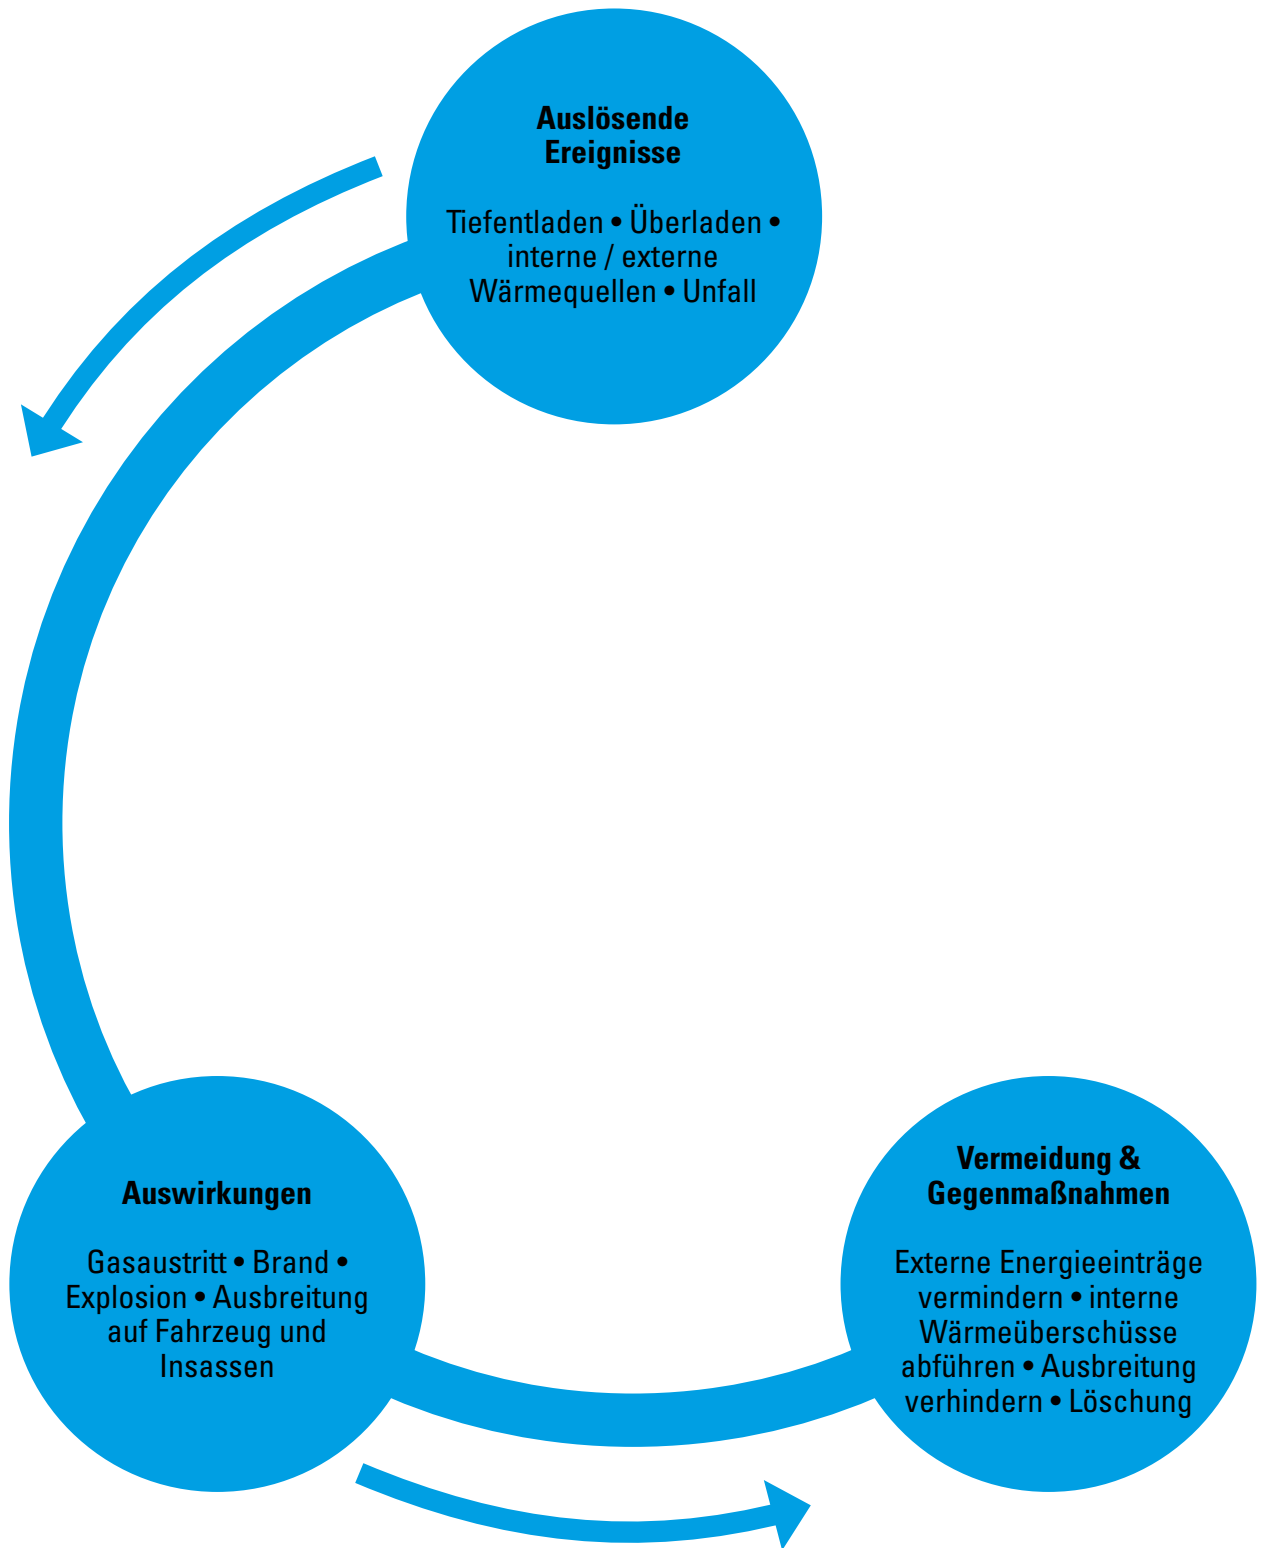 Auslösende
Ereignisse
Tiefentladen • Überladen •
interne / externe
Wärmequellen • Unfall
Auswirkungen
Gasaustritt • Brand •
Explosion • Ausbreitung
auf Fahrzeug und
Insassen
Vermeidung &
Gegenmaßnahmen
Externe Energieeinträge
vermindern • interne
Wärmeüberschüsse
abführen • Ausbreitung
verhindern • Löschung